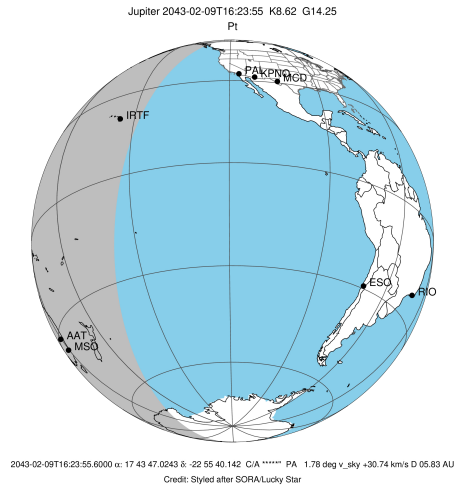 Jupiter 2043-02-09T16:23:55 K8.62 G14.25
Pt
PAL
KPNO
MCD
IRTF
ESO
RIO
AAT
MSO
2043-02-09T16:23:55.6000 α: 17 43 47.0243 δ: -22 55 40.142 C/A *****" PA 1.78 deg v_sky +30.74 km/s D 05.83 AU
Credit: Styled after SORA/Lucky Star